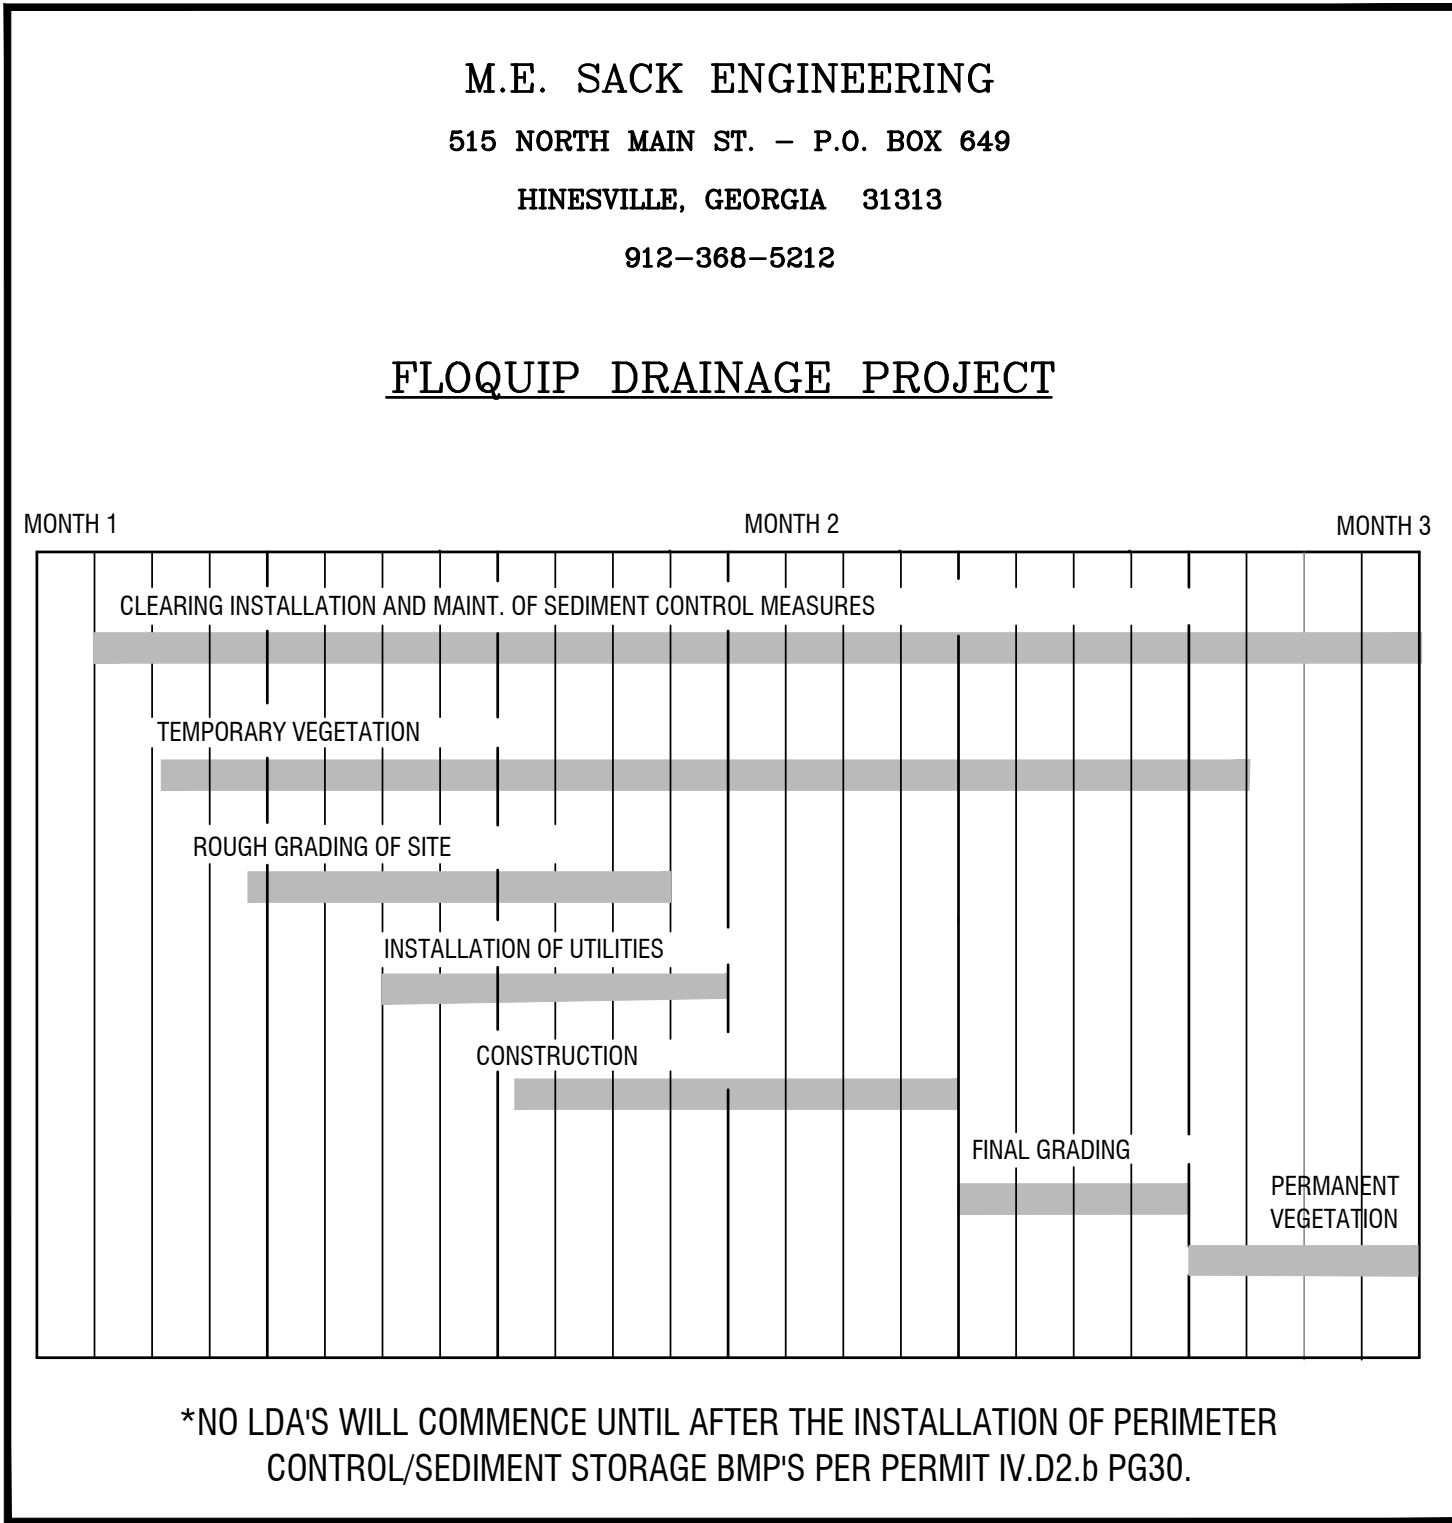 M.E. SACK ENGINEERING
515 NORTH MAIN ST. – P.O. BOX 649
HINESVILLE, GEORGIA 31313
912–368–5212
FLOQUIP DRAINAGE PROJECT
MONTH 1
MONTH 2
MONTH 3
CLEARING INSTALLATION AND MAINT. OF SEDIMENT CONTROL MEASURES
TEMPORARY VEGETATION
ROUGH GRADING OF SITE
INSTALLATION OF UTILITIES
CONSTRUCTION
FINAL GRADING
PERMANENT
VEGETATION
*NO LDA'S WILL COMMENCE UNTIL AFTER THE INSTALLATION OF PERIMETER
CONTROL/SEDIMENT STORAGE BMP'S PER PERMIT IV.D2.b PG30.